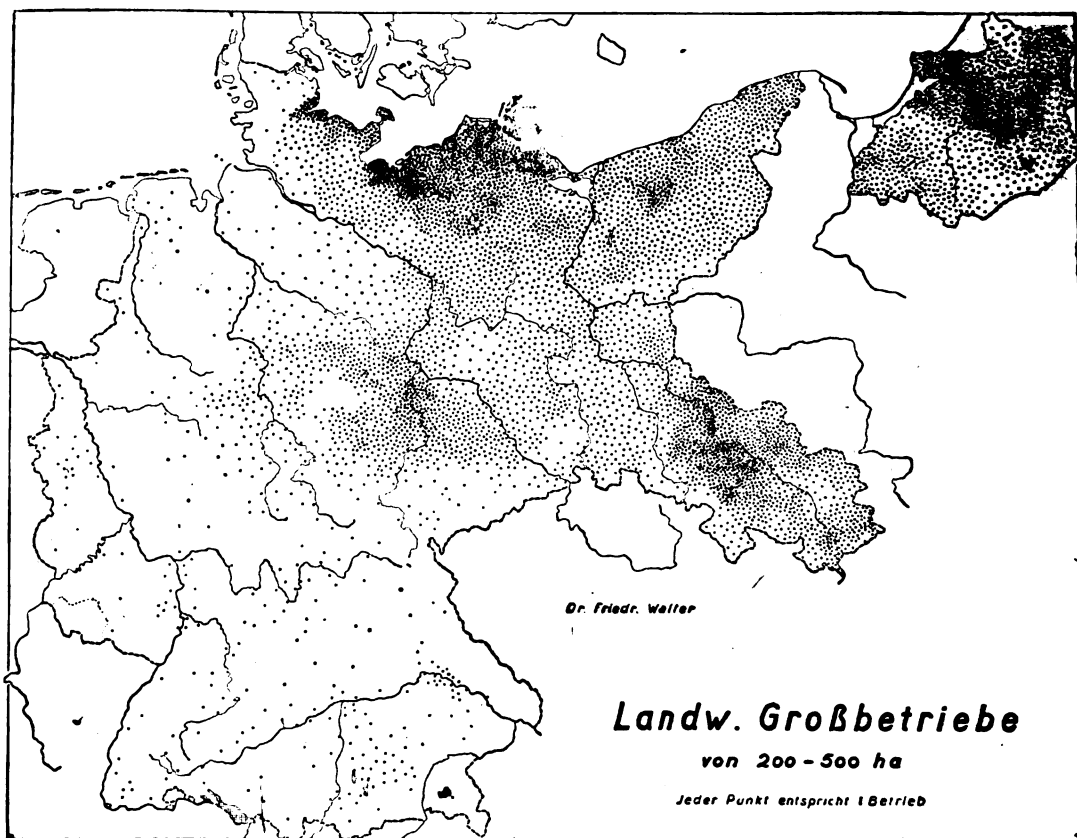 Dr. Friedr. Walter
Landw. Großbetriebe
von 200-500 ha
Jeder Punkt entspricht 1 Betrieb